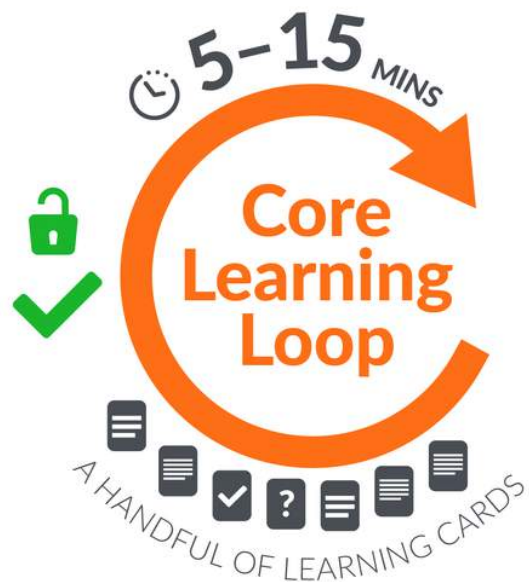 5–15 MINS
Core
Learning
Loop
?
A HANDFUL OF LEARNING CARDS